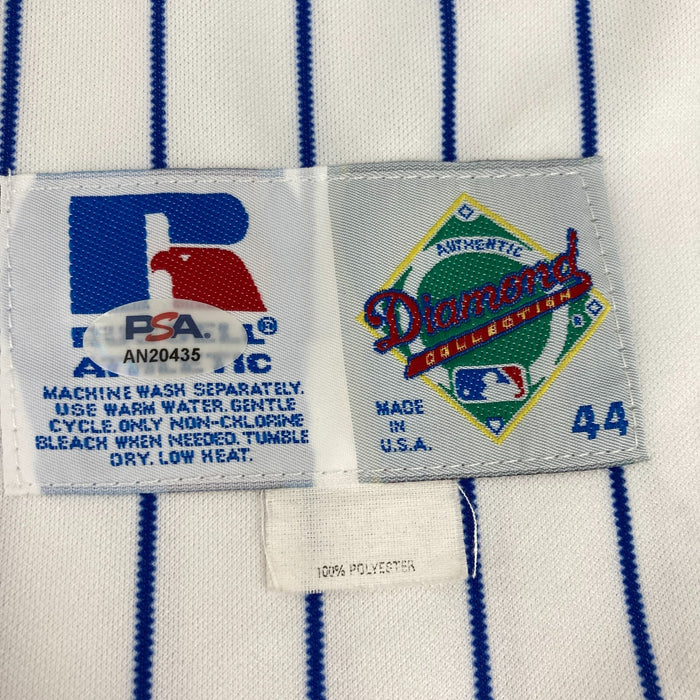 PSA
AN20435
ATHLETIC
MACHINE WASH SEPARATELY.
USE WARM WATER. GENTLE
CYCLE. ONLY NON-CHLORINE
BLEACH WHEN NEEDED. TUMBLE
DRY. LOW HEAT.
AUTHENTIC
Diamond
COLLECTION
MADE
IN
U.S.A.
44
100% POLYESTER